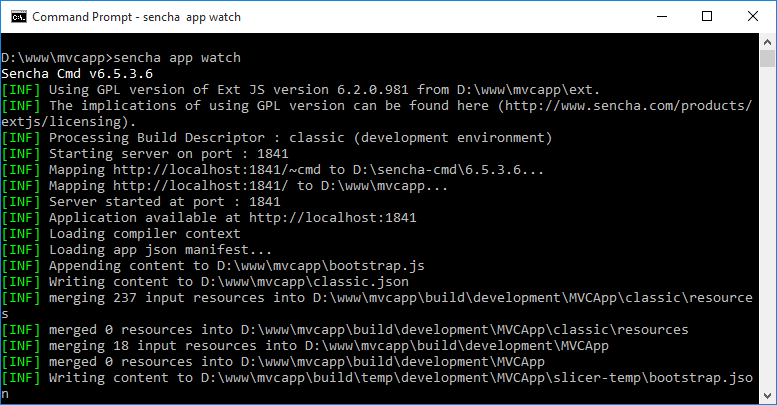 Command Prompt - sencha  app watch
D:\www\mvcapp>sencha app watch
Sencha Cmd v6.5.3.6
[INF] Using GPL version of Ext JS version 6.2.0.981 from D:\www\mvcapp\ext.
[INF] The implications of using GPL version can be found here (http://www.sencha.com/products/
extjs/licensing).
[INF] Processing Build Descriptor : classic (development environment)
[INF] Starting server on port : 1841
[INF] Mapping http://localhost:1841/~cmd to D:\sencha-cmd\6.5.3.6...
[INF] Mapping http://localhost:1841/ to D:\www\mvcapp...
[INF] Server started at port : 1841
[INF] Application available at http://localhost:1841
[INF] Loading compiler context
[INF] Loading app json manifest...
[INF] Appending content to D:\www\mvcapp\bootstrap.js
[INF] Writing content to D:\www\mvcapp\classic.json
[INF] merging 237 input resources into D:\www\mvcapp\build\development\MVCApp\classic\resource
s
[INF] merged 0 resources into D:\www\mvcapp\build\development\MVCApp\classic\resources
[INF] merging 18 input resources into D:\www\mvcapp\build\development\MVCApp
[INF] merged 0 resources into D:\www\mvcapp\build\development\MVCApp
[INF] Writing content to D:\www\mvcapp\build\temp\development\MVCApp\slicer-temp\bootstrap.jso
n